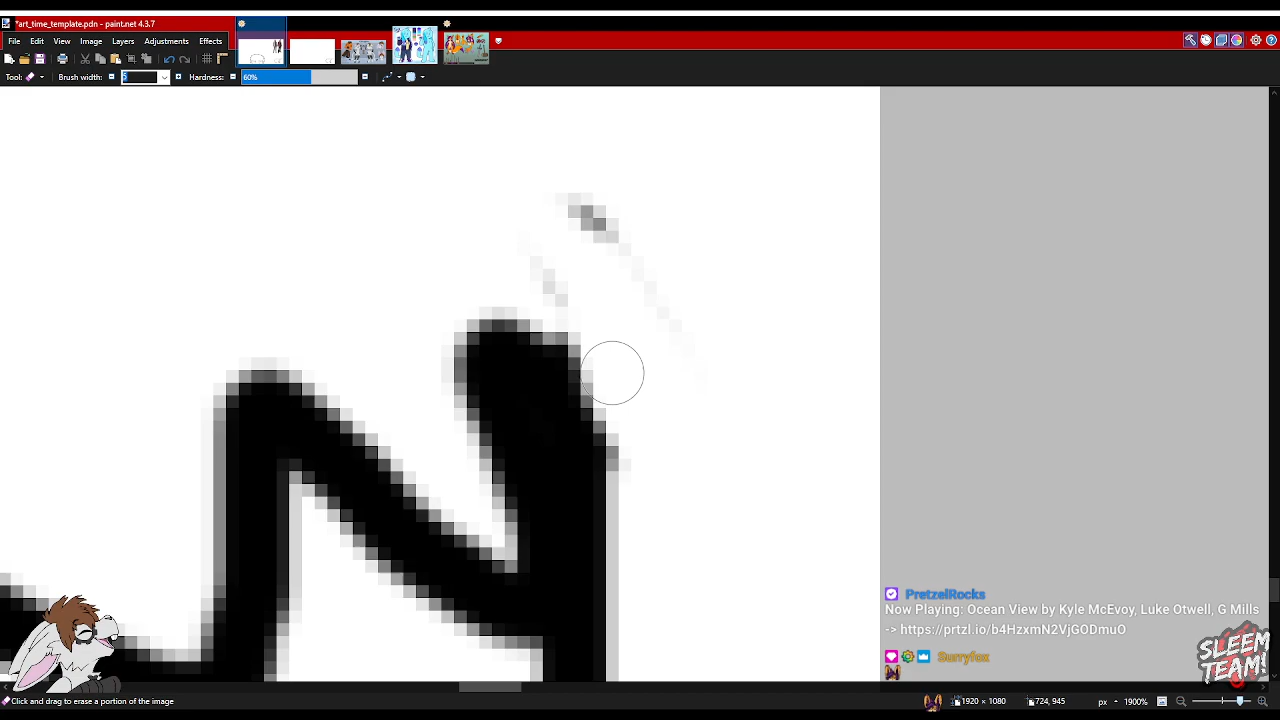 *art_time_template.pdn - paint.net 4.3.7
File Edit View Image Layers Adjustments Effects
Tool Brush width: 5 Hardness: 60%
PretzelRocks
Now Playing: Ocean View by Kyle McEvoy, Luke Otwell, G Mills
-> https://prtzl.io/b4HzxmN2VjGODmuO
Surryfox
SLEEM
TEAM!
Click and drag to erase a portion of the image 1920 × 1080 724, 945 px 1900%